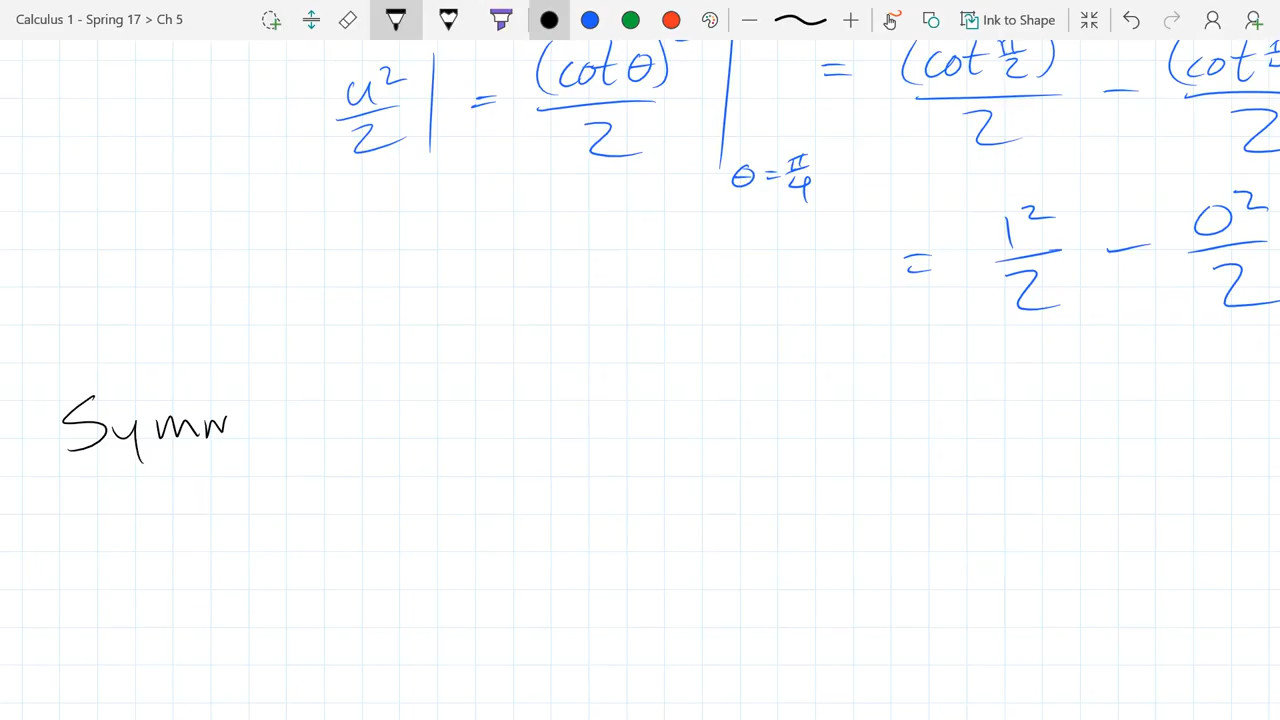 Calculus 1 - Spring 17 > Ch 5
Ink to Shape
u²/2 | = (cot θ)²/2 | θ = π/4 = (cot π/2)/2 - (cot π/2
= 1²/2 - 0²/2
Symm